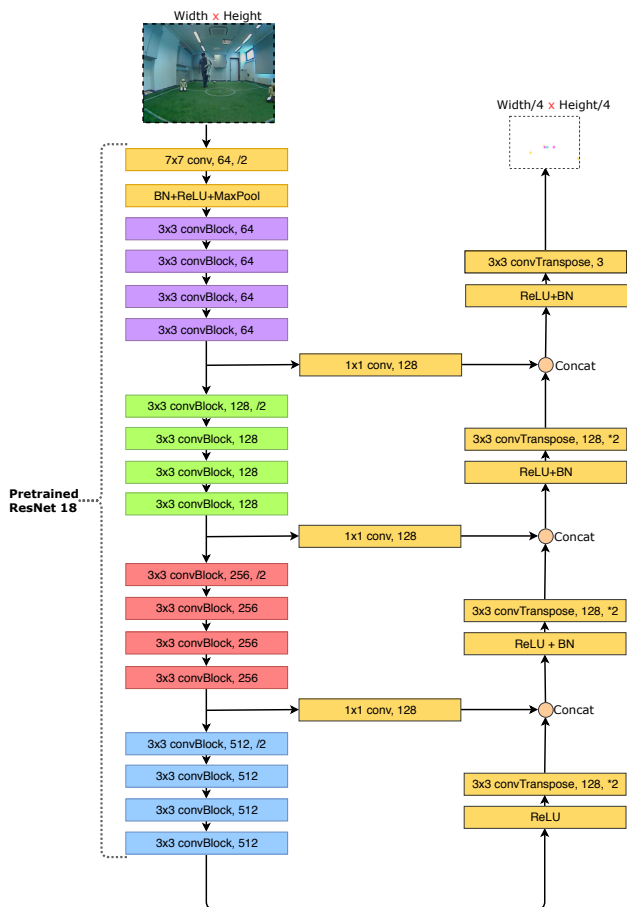 Width x Height
7x7 conv, 64, /2
BN+ReLU+MaxPool
3x3 convBlock, 64
3x3 convBlock, 64
3x3 convBlock, 64
3x3 convBlock, 64
3x3 convBlock, 128, /2
3x3 convBlock, 128
3x3 convBlock, 128
3x3 convBlock, 128
3x3 convBlock, 256, /2
3x3 convBlock, 256
3x3 convBlock, 256
3x3 convBlock, 256
3x3 convBlock, 512, /2
3x3 convBlock, 512
3x3 convBlock, 512
3x3 convBlock, 512
Pretrained
ResNet 18
1x1 conv, 128
1x1 conv, 128
1x1 conv, 128
Width/4 x Height/4
3x3 convTranspose, 3
ReLU+BN
Concat
3x3 convTranspose, 128, *2
ReLU+BN
Concat
3x3 convTranspose, 128, *2
ReLU + BN
Concat
3x3 convTranspose, 128, *2
ReLU